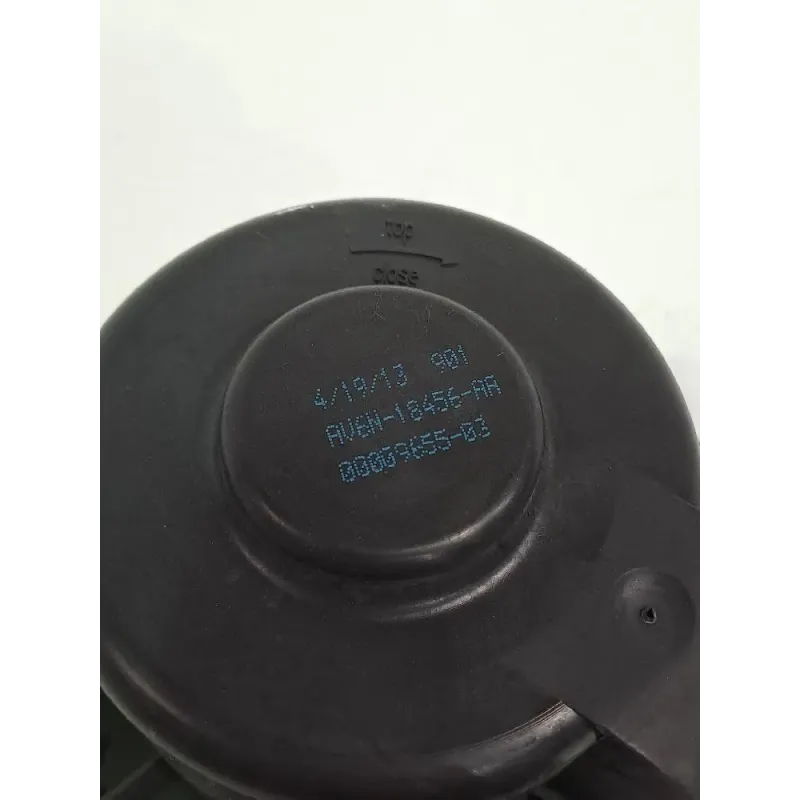 top
close
4/19/13 901
AV6N-18456-AA
00009655-03